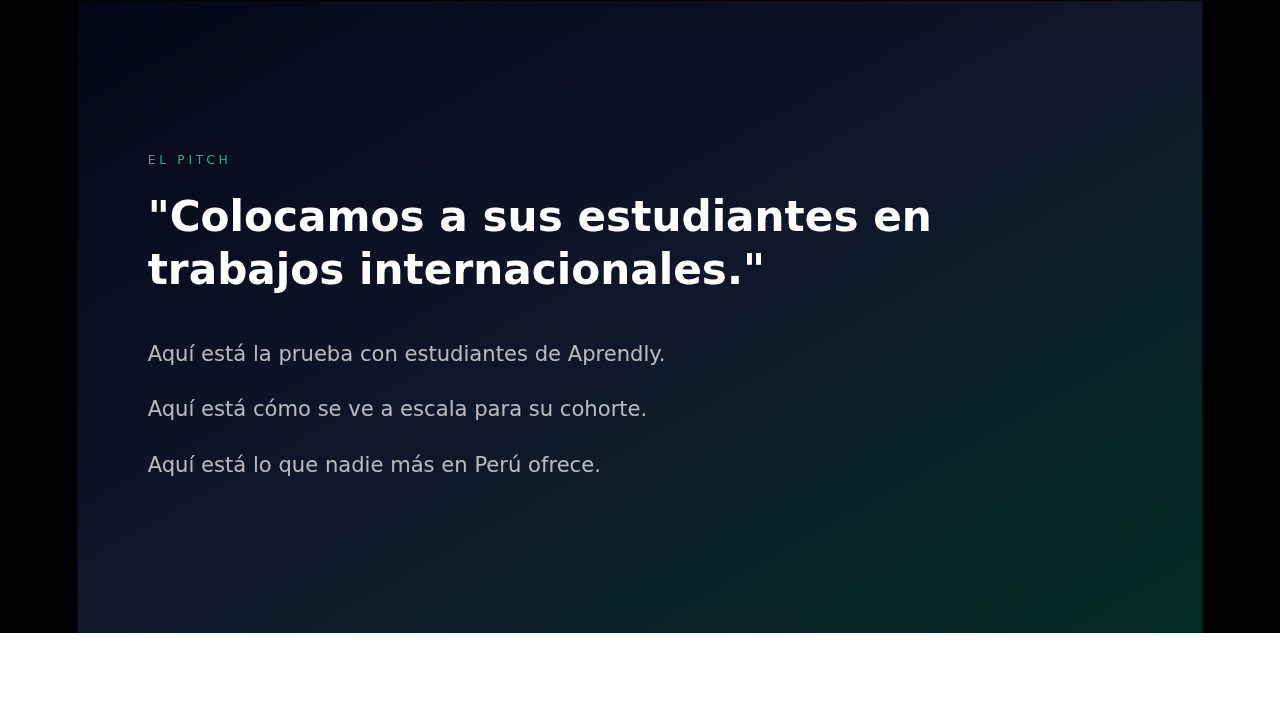 EL PITCH
"Colocamos a sus estudiantes en
trabajos internacionales."
Aquí está la prueba con estudiantes de Aprendly.
Aquí está cómo se ve a escala para su cohorte.
Aquí está lo que nadie más en Perú ofrece.